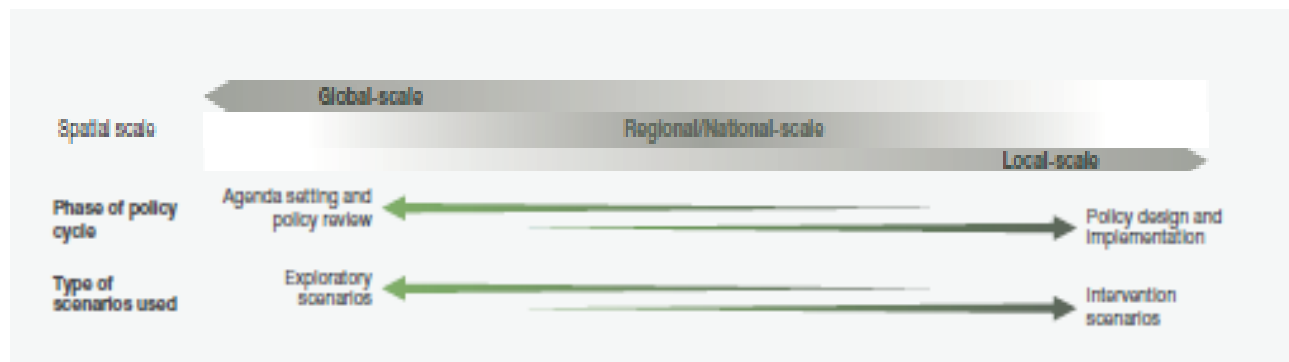 Global-scale
Spatial scale
Regional/National-scale
Local-scale
Phase of policy
cycle
Agenda setting and
policy review
Policy design and
implementation
Type of
scenarios used
Exploratory
scenarios
Intervention
scenarios